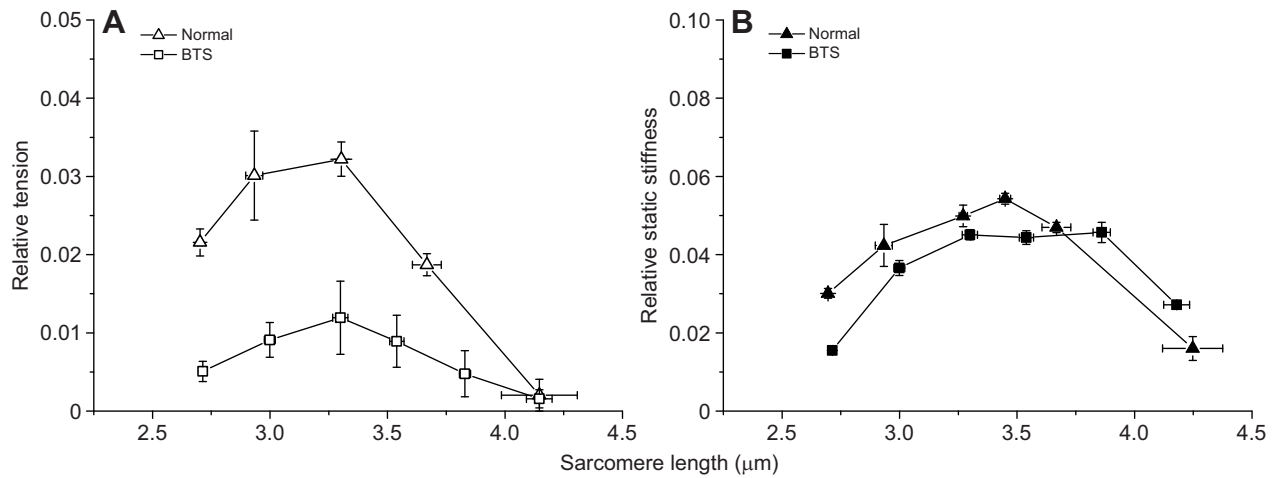 A
Normal
BTS
0.05
0.04
0.03
0.02
0.01
0
Relative tension
2.5 3.0 3.5 4.0 4.5
B
Normal
BTS
0.10
0.08
0.06
0.04
0.02
0
Relative static stiffness
2.5 3.0 3.5 4.0 4.5
Sarcomere length (μm)